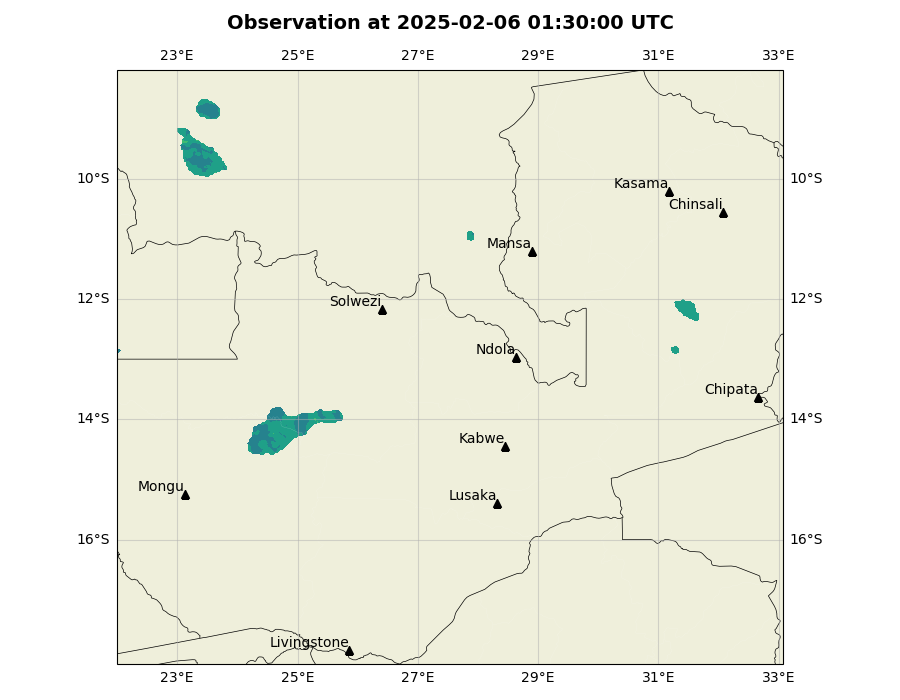 Observation at 2025-02-06 01:30:00 UTC
23°E 25°E 27°E 29°E 31°E 33°E
10°S Kasama 10°S
Chinsali
Mansa
12°S Solwezi 12°S
Ndola
Chipata
14°S 14°S
Kabwe
Mongu
Lusaka
16°S 16°S
Livingstone
23°E 25°E 27°E 29°E 31°E 33°E